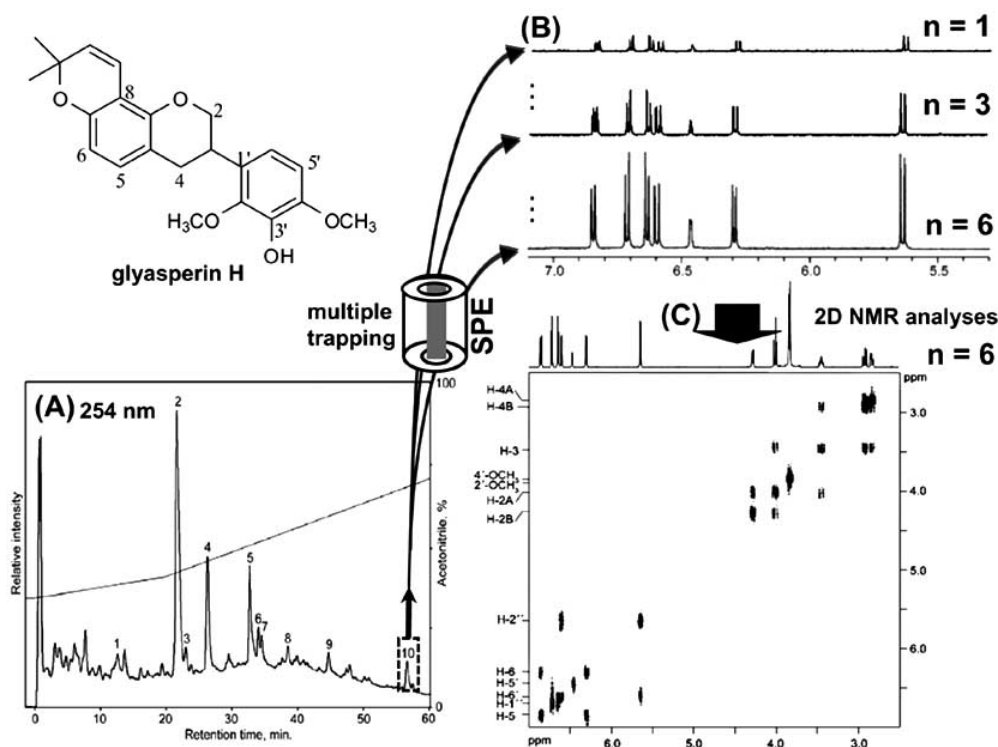 8
O
O
2
6
5
4
1'
5'
H₃CO
OCH₃
3'
OH
glyasperin H
(B)
n = 1
n = 3
n = 6
7.0 6.5 6.0 5.5
multiple
trapping
SPE
(C)
2D NMR analyses
n = 6
ppm
H-4A
H-4B
H-3
4´-OCH₃
2´-OCH₃
H-2A
H-2B
H-2´´
H-6
H-5´
H-6´
H-1´´
H-5
3.0
4.0
5.0
6.0
ppm
6.0 5.0 4.0 3.0
(A) 254 nm
100
Relative intensity
Acetonitrile, %
1
2
3
4
5
6
7
8
9
10
0
0 10 20 30 40 50 60
Retention time, min.